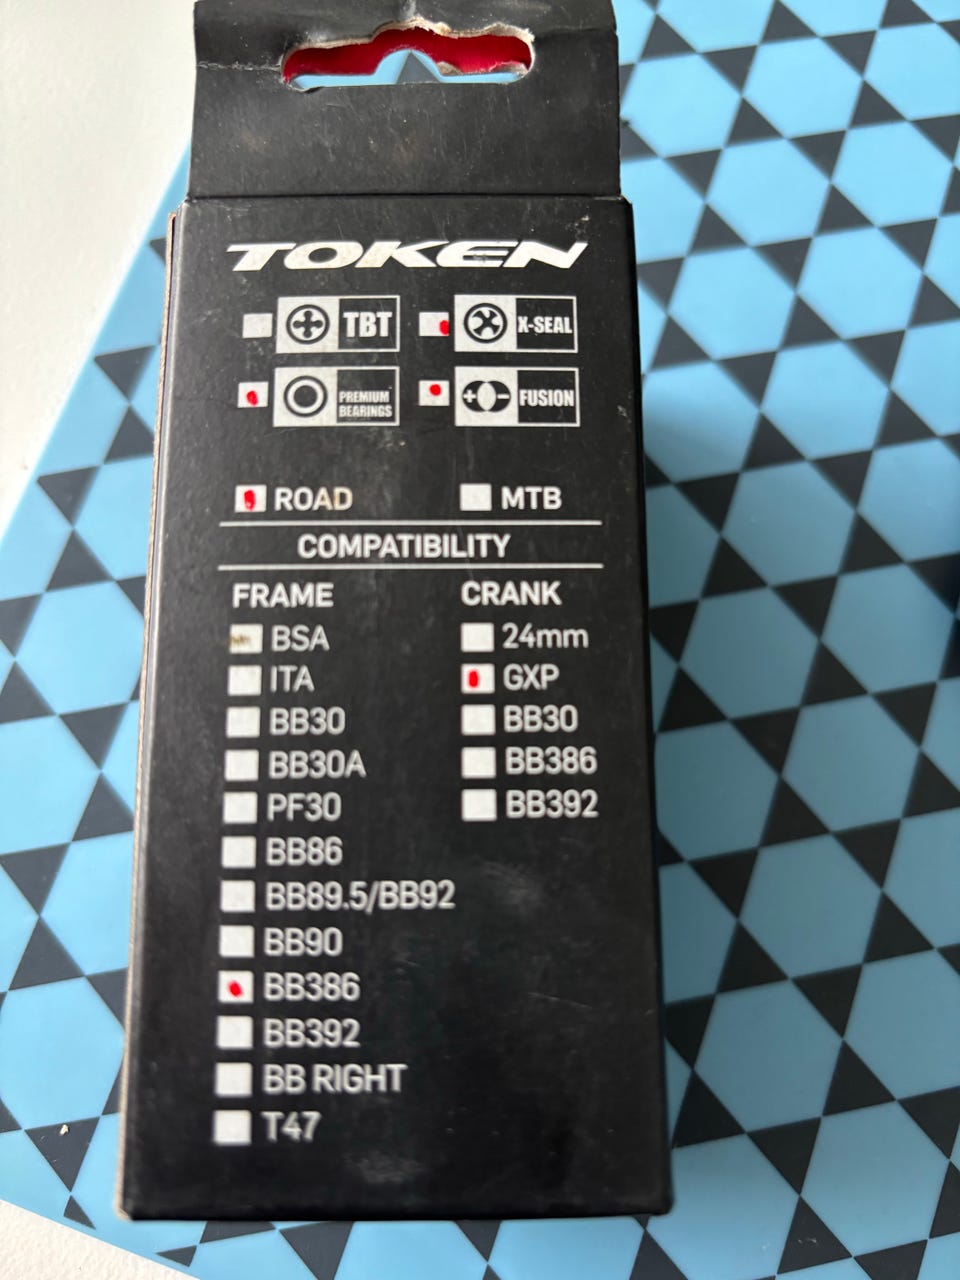 TOKEN
TBT X-SEAL
PREMIUM BEARINGS + - FUSION
ROAD MTB
COMPATIBILITY
FRAME CRANK
BSA 24mm
ITA GXP
BB30 BB30
BB30A BB386
PF30 BB392
BB86
BB89.5/BB92
BB90
BB386
BB392
BB RIGHT
T47